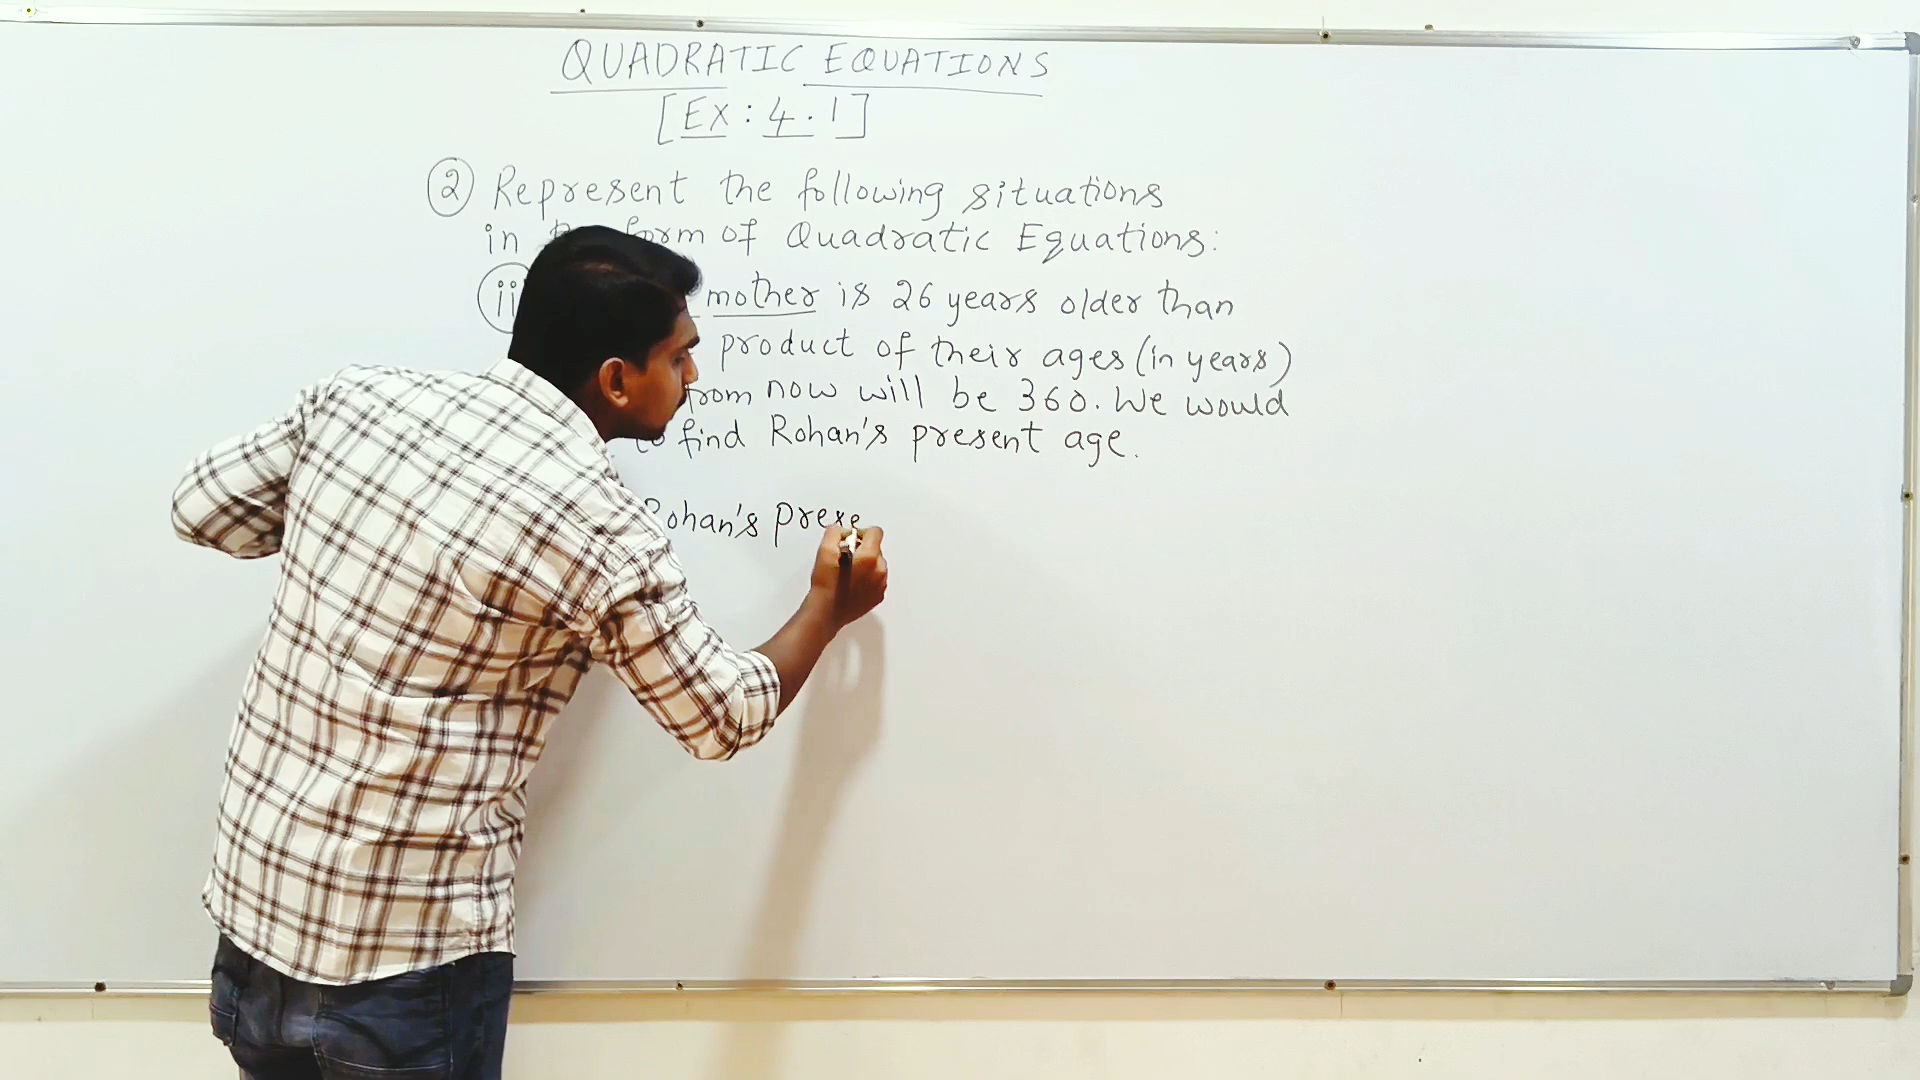 QUADRATIC EQUATIONS
[EX: 4.1]
② Represent the following situations
in form of Quadratic Equations:
mother is 26 years older than
product of their ages (in years)
from now will be 360. We would
to find Rohan's present age.
Rohan's prese